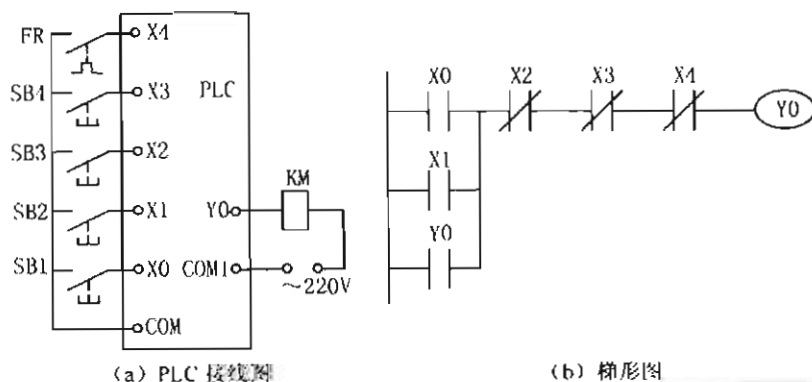 FR
X4
SB4
X3
PLC
SB3
X2
SB2
X1
Y0
KM
SB1
X0
COM1
~220V
COM
(a) PLC 接线图
X0
X2
X3
X4
Y0
X1
Y0
(b) 梯形图